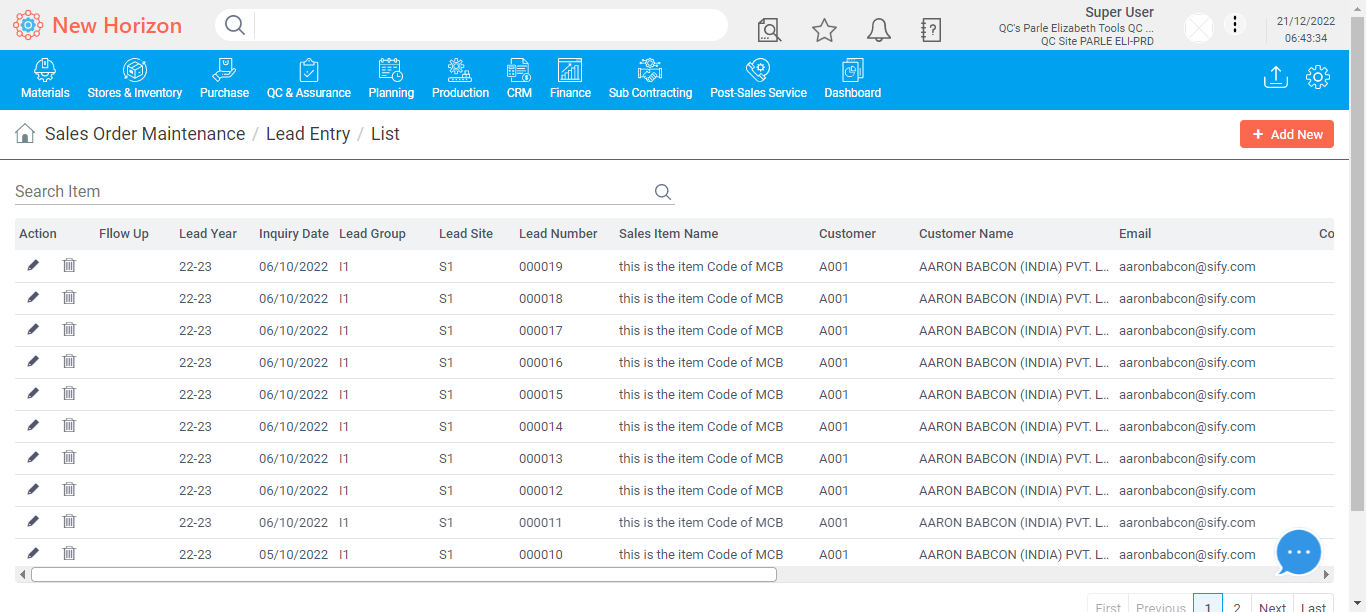 New Horizon
Super User
QC's Parle Elizabeth Tools QC ...
QC Site PARLE ELI-PRD
21/12/2022
06:43:34
Materials Stores & Inventory Purchase QC & Assurance Planning Production CRM Finance Sub Contracting Post-Sales Service Dashboard
Sales Order Maintenance / Lead Entry / List
+ Add New
Search Item
Action Fllow Up Lead Year Inquiry Date Lead Group Lead Site Lead Number Sales Item Name Customer Customer Name Email Co
22-23 06/10/2022 I1 S1 000019 this is the item Code of MCB A001 AARON BABCON (INDIA) PVT. L.. aaronbabcon@sify.com
22-23 06/10/2022 I1 S1 000018 this is the item Code of MCB A001 AARON BABCON (INDIA) PVT. L.. aaronbabcon@sify.com
22-23 06/10/2022 I1 S1 000017 this is the item Code of MCB A001 AARON BABCON (INDIA) PVT. L.. aaronbabcon@sify.com
22-23 06/10/2022 I1 S1 000016 this is the item Code of MCB A001 AARON BABCON (INDIA) PVT. L.. aaronbabcon@sify.com
22-23 06/10/2022 I1 S1 000015 this is the item Code of MCB A001 AARON BABCON (INDIA) PVT. L.. aaronbabcon@sify.com
22-23 06/10/2022 I1 S1 000014 this is the item Code of MCB A001 AARON BABCON (INDIA) PVT. L.. aaronbabcon@sify.com
22-23 06/10/2022 I1 S1 000013 this is the item Code of MCB A001 AARON BABCON (INDIA) PVT. L.. aaronbabcon@sify.com
22-23 06/10/2022 I1 S1 000012 this is the item Code of MCB A001 AARON BABCON (INDIA) PVT. L.. aaronbabcon@sify.com
22-23 06/10/2022 I1 S1 000011 this is the item Code of MCB A001 AARON BABCON (INDIA) PVT. L.. aaronbabcon@sify.com
22-23 05/10/2022 I1 S1 000010 this is the item Code of MCB A001 AARON BABCON (INDIA) PVT. L.. aaronbabcon@sify.com
First Previous 1 2 Next Last